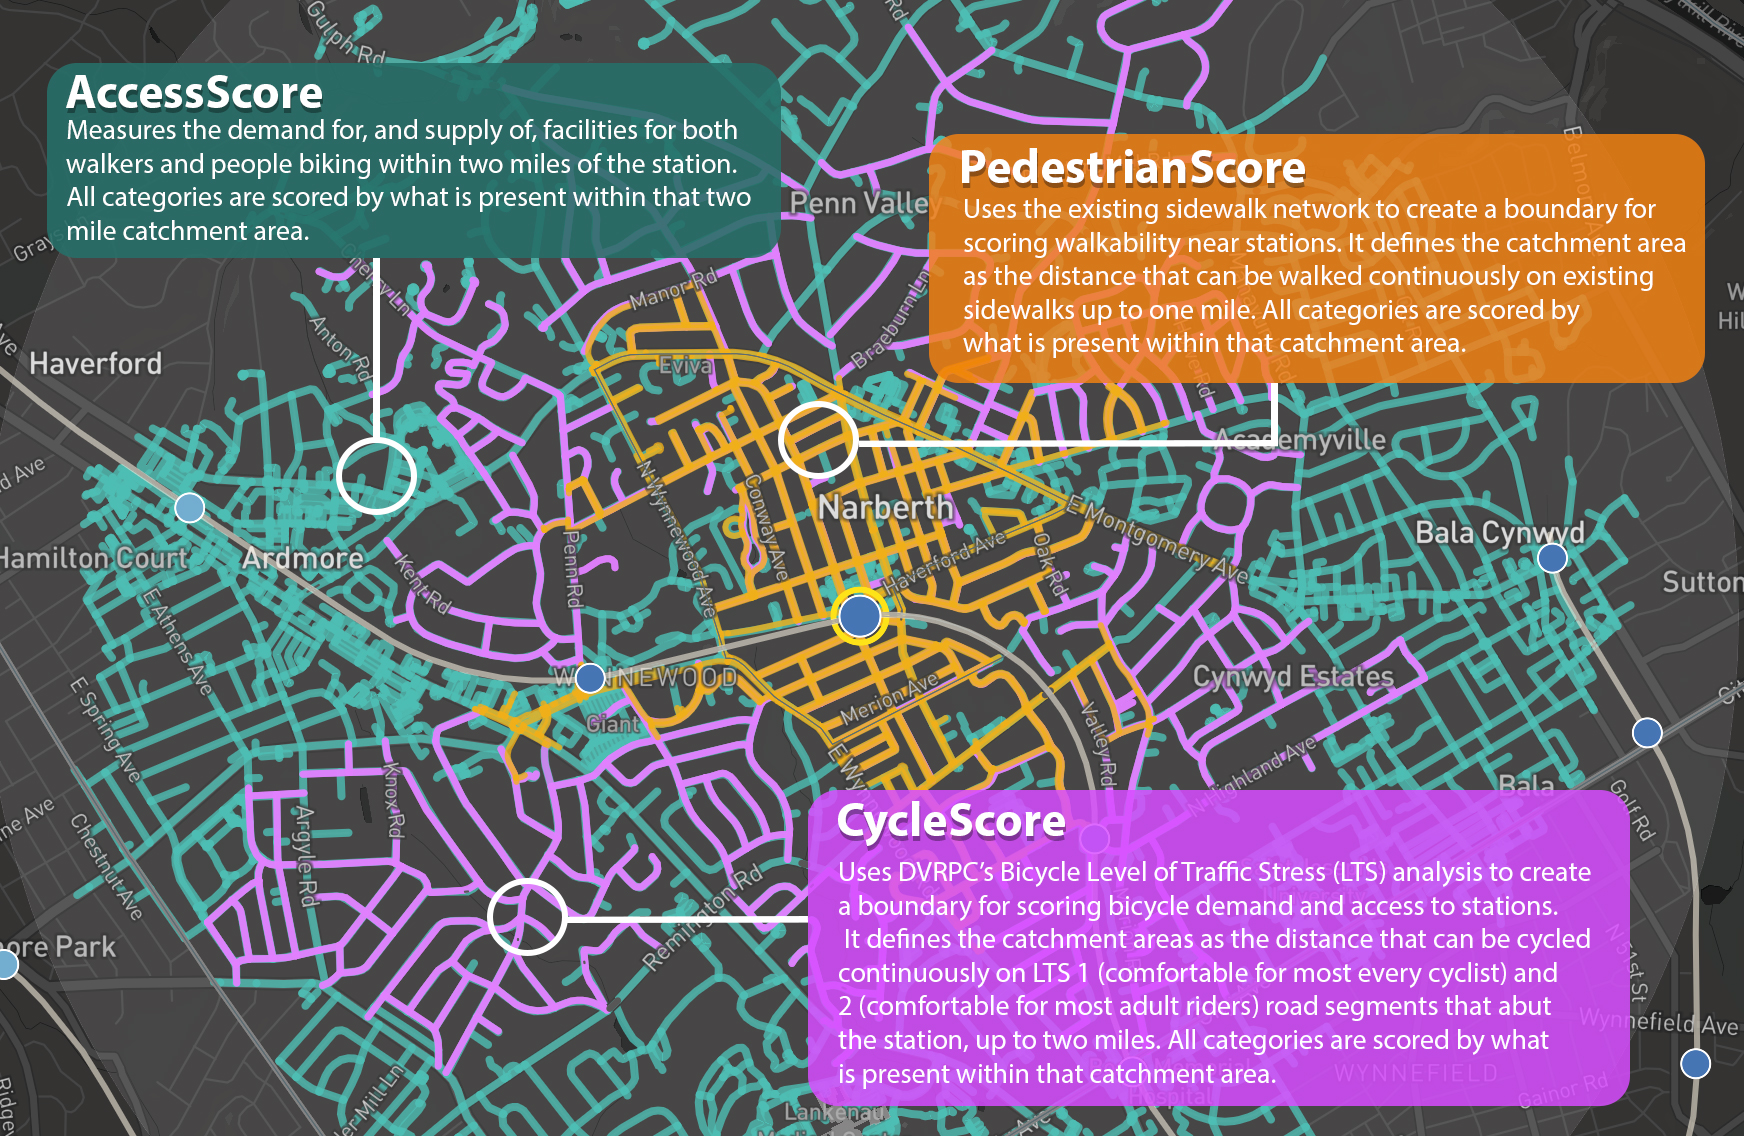 Gulph Rd
AccessScore
Measures the demand for, and supply of, facilities for both
walkers and people biking within two miles of the station.
All categories are scored by what is present within that two
mile catchment area.
PedestrianScore
Uses the existing sidewalk network to create a boundary for
scoring walkability near stations. It defines the catchment area
as the distance that can be walked continuously on existing
sidewalks up to one mile. All categories are scored by
what is present within that catchment area.
Penn Valley
Manor Rd
Braeburn Ln
Anton Rd
Haverford
Eviva
Academyville
Narberth
Conway Ave
N Wynnewood Ave
Haverford Ave
Oak Rd
E Montgomery Ave
Bala Cynwyd
Hamilton Court
Ardmore
Kent Rd
Penn Rd
Sutton
E Athens Ave
WYNNEWOOD
Cynwyd Estates
Merion Ave
Giant
E Spring Ave
Valley Rd
N Highland Ave
Bala
Golf Rd
Knox Rd
Argyle Rd
Chestnut Ave
Remington Rd
ore Park
CycleScore
Uses DVRPC's Bicycle Level of Traffic Stress (LTS) analysis to create
a boundary for scoring bicycle demand and access to stations.
It defines the catchment areas as the distance that can be cycled
continuously on LTS 1 (comfortable for most every cyclist) and
2 (comfortable for most adult riders) road segments that abut
the station, up to two miles. All categories are scored by what
is present within that catchment area.
N 51st St
Wynnefield Ave
WYNNEFIELD
Gainor Rd
Hospital
er Mill Ln
Lankenau